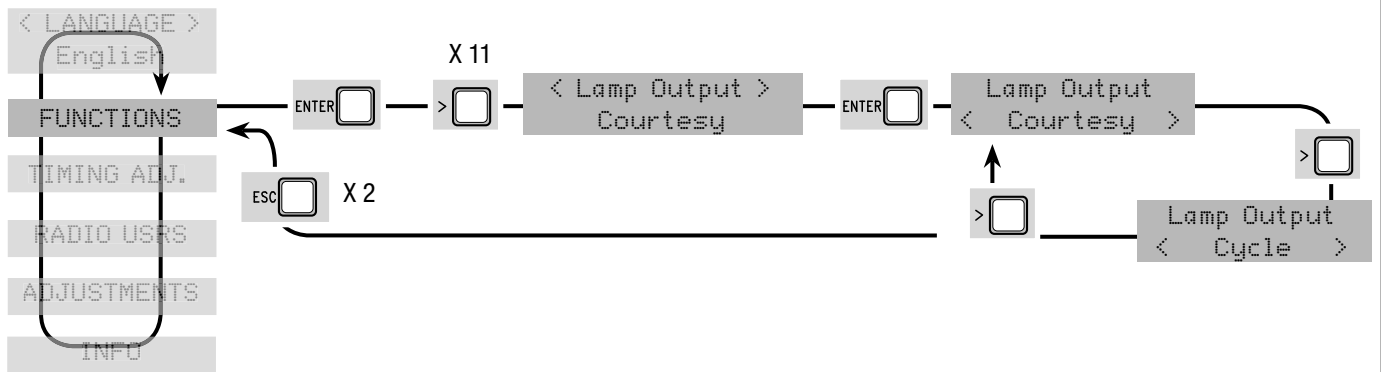 < LANGUAGE >
English
FUNCTIONS
TIMING ADJ.
RADIO USRS
ADJUSTMENTS
INFO
ENTER
X 11
>
< Lamp Output >
Courtesy
ENTER
Lamp Output
< Courtesy >
>
Lamp Output
< Cycle >
>
ESC
X 2